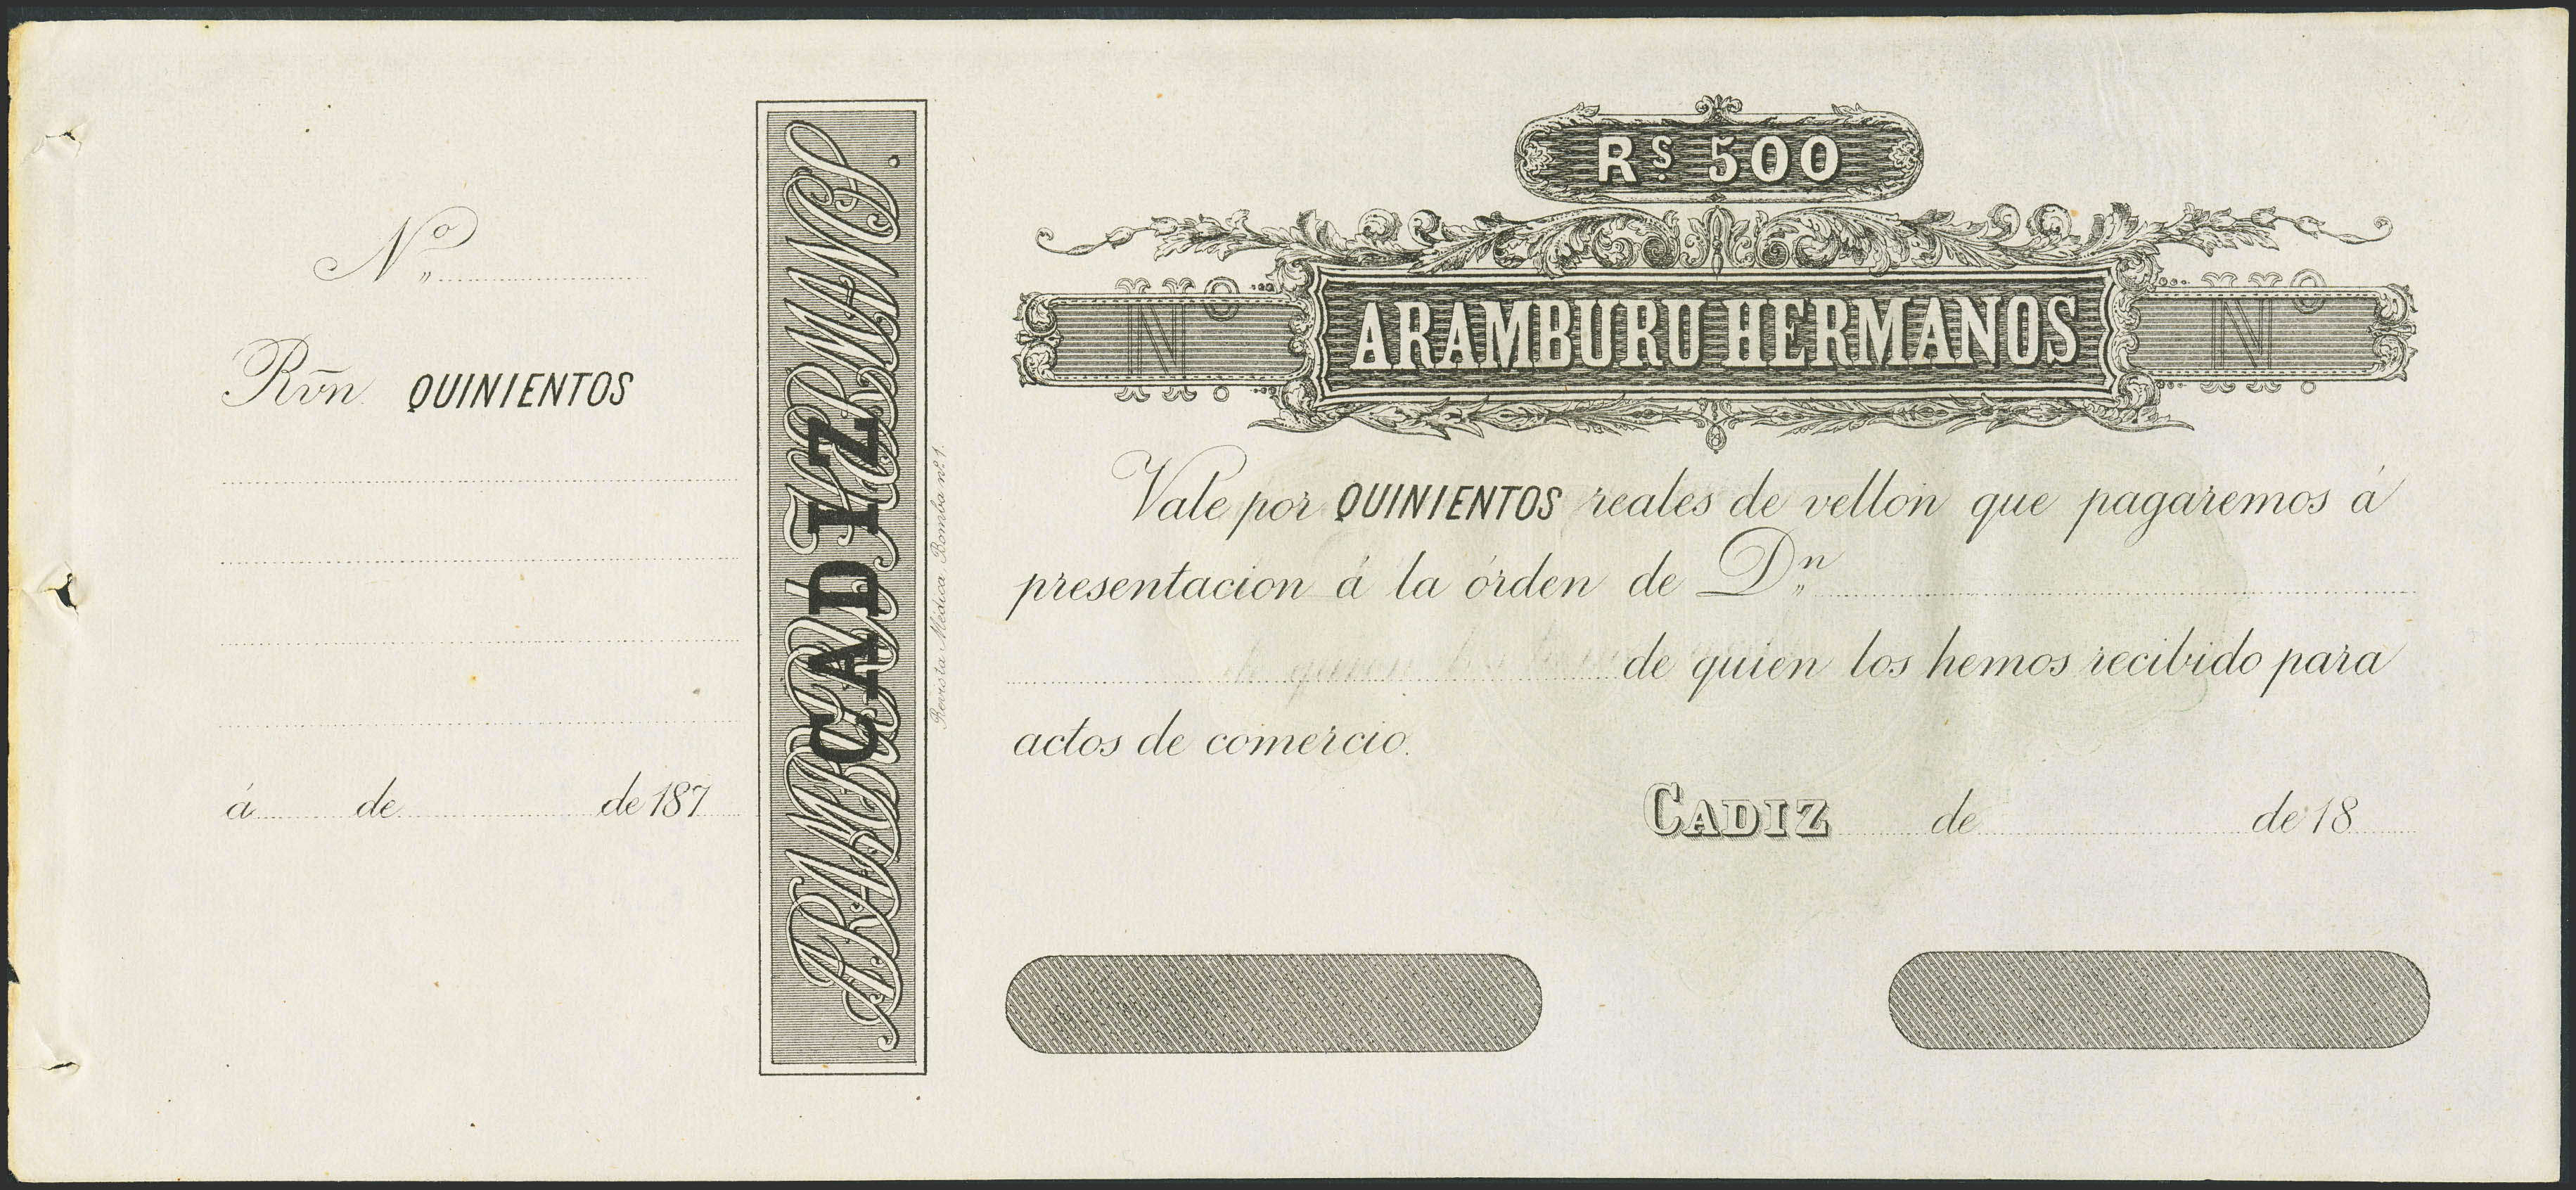 Nº
Rvn. QUINIENTOS
á de de 187
ARAMBURU HERMANOS.
CADIZ
Revista Médica Bomba nº 1.
Rs. 500
Nº ARAMBURU HERMANOS Nº
Vale por QUINIENTOS reales de vellon que pagaremos á
presentacion á la órden de Dn
de quien los hemos recibido para
actos de comercio.
CADIZ de de 18